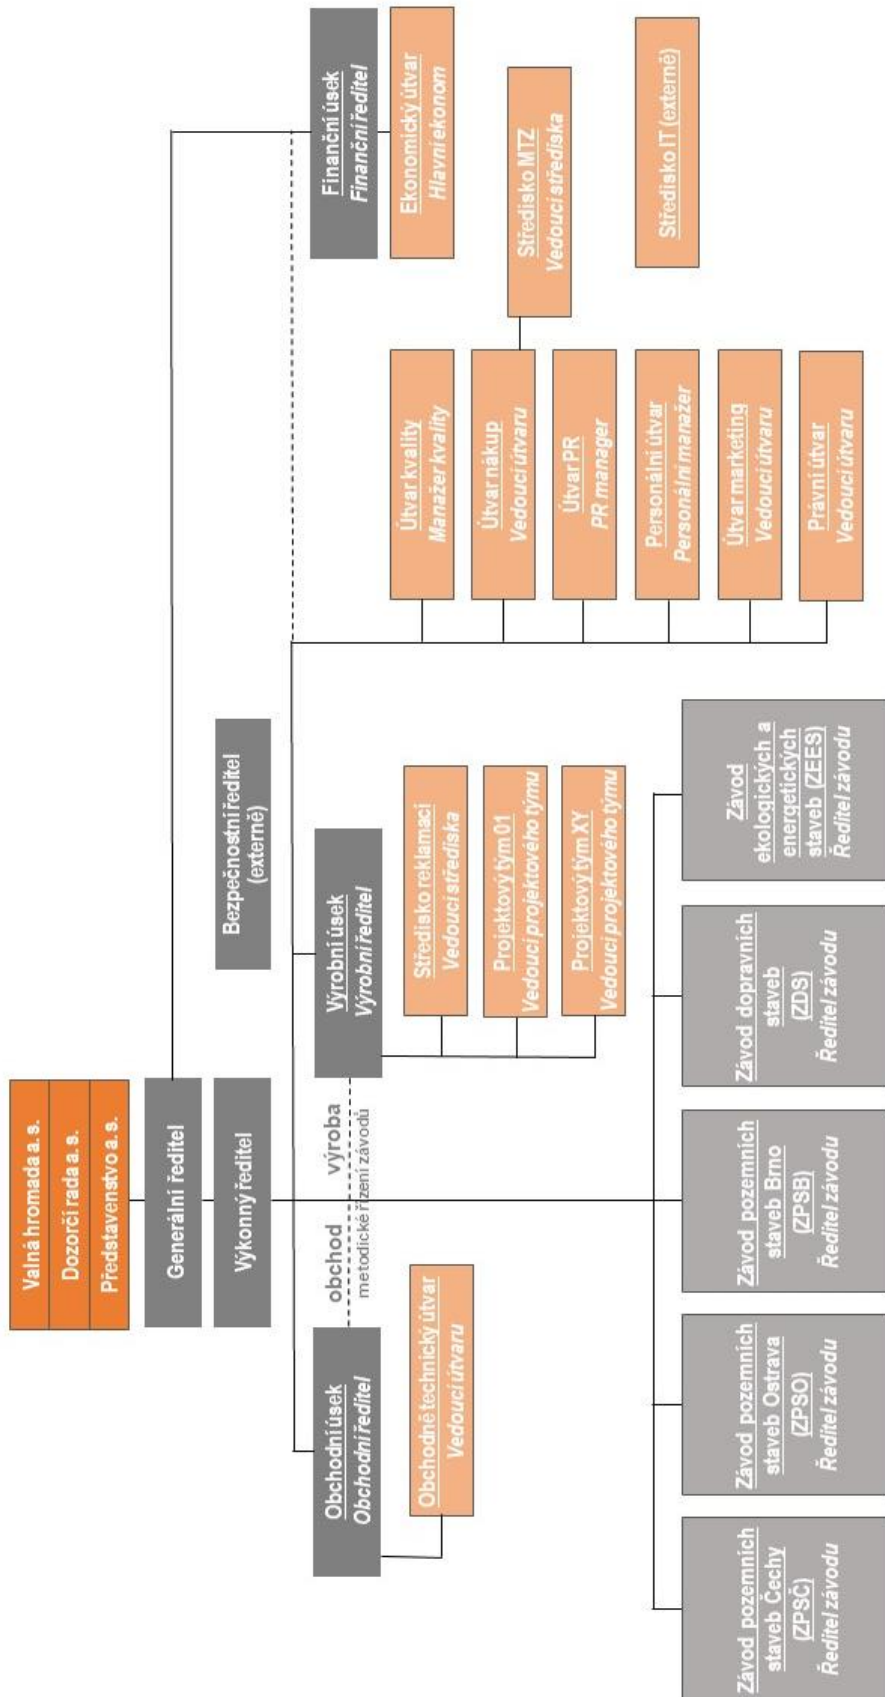 Valná hromada a. s.
Dozorčí rada a. s.
Představenstvo a. s.
Generální ředitel
Výkonný ředitel
Bezpečnostní ředitel
(externě)
Obchodní úsek
Obchodní ředitel
obchod
výroba
metodické řízení závodů
Výrobní úsek
Výrobní ředitel
Finanční úsek
Finanční ředitel
Obchodně technický útvar
Vedoucí útvaru
Středisko reklamací
Vedoucí střediska
Projektový tým 01
Vedoucí projektového týmu
Projektový tým XY
Vedoucí projektového týmu
Útvar kvality
Manažer kvality
Útvar nákup
Vedoucí útvaru
Útvar PR
PR manager
Personální útvar
Personální manažer
Útvar marketing
Vedoucí útvaru
Právní útvar
Vedoucí útvaru
Ekonomický útvar
Hlavní ekonom
Středisko MTZ
Vedoucí střediska
Středisko IT (externě)
Závod pozemních
staveb Čechy
(ZPSČ)
Ředitel závodu
Závod pozemních
staveb Ostrava
(ZPSO)
Ředitel závodu
Závod pozemních
staveb Brno
(ZPSB)
Ředitel závodu
Závod dopravních
staveb
(ZDS)
Ředitel závodu
Závod
ekologických a
energetických
staveb (ZEES)
Ředitel závodu